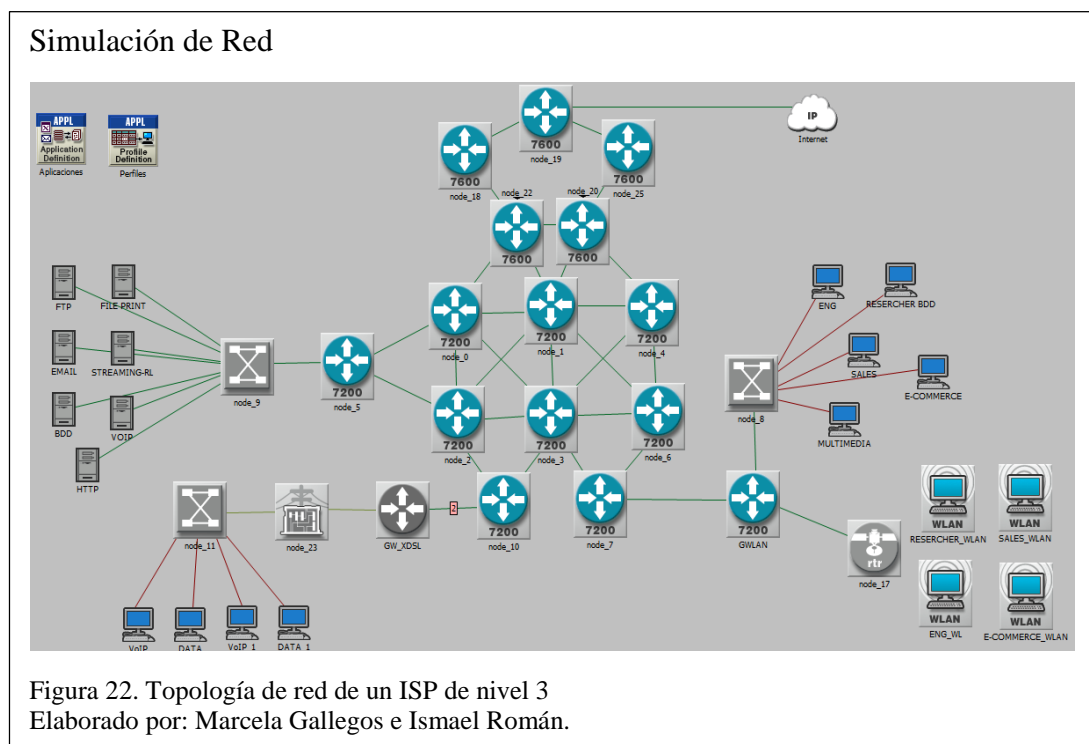 Simulación de Red
APPL
Application
Definition
Aplicaciones
APPL
Profile
Definition
Perfiles
7600
node_19
IP
Internet
7600
node_18
7600
node_25
node_22
7600
node_20
7600
FTP
FILE PRINT
EMAIL
STREAMING-RL
BDD
VOIP
HTTP
node_9
7200
node_5
7200
node_0
7200
node_1
7200
node_4
7200
node_2
7200
node_3
7200
node_6
ENG
RESERCHER BDD
SALES
E-COMMERCE
MULTIMEDIA
node_8
node_11
node_23
GW_XDSL
2
7200
node_10
7200
node_7
7200
GWLAN
rtr
node_17
WLAN
RESERCHER_WLAN
WLAN
SALES_WLAN
WLAN
ENG_WL
WLAN
E-COMMERCE_WLAN
VoIP
DATA
VoIP_1
DATA_1
Figura 22. Topología de red de un ISP de nivel 3
Elaborado por: Marcela Gallegos e Ismael Román.